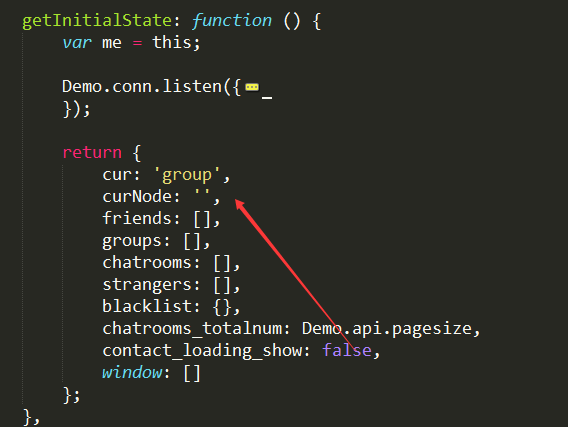 getInitialState: function () {
var me = this;
Demo.conn.listen({
});
return {
cur: 'group',
curNode: '',
friends: [],
groups: [],
chatrooms: [],
strangers: [],
blacklist: {},
chatrooms_totalnum: Demo.api.pagesize,
contact_loading_show: false,
window: []
};
},